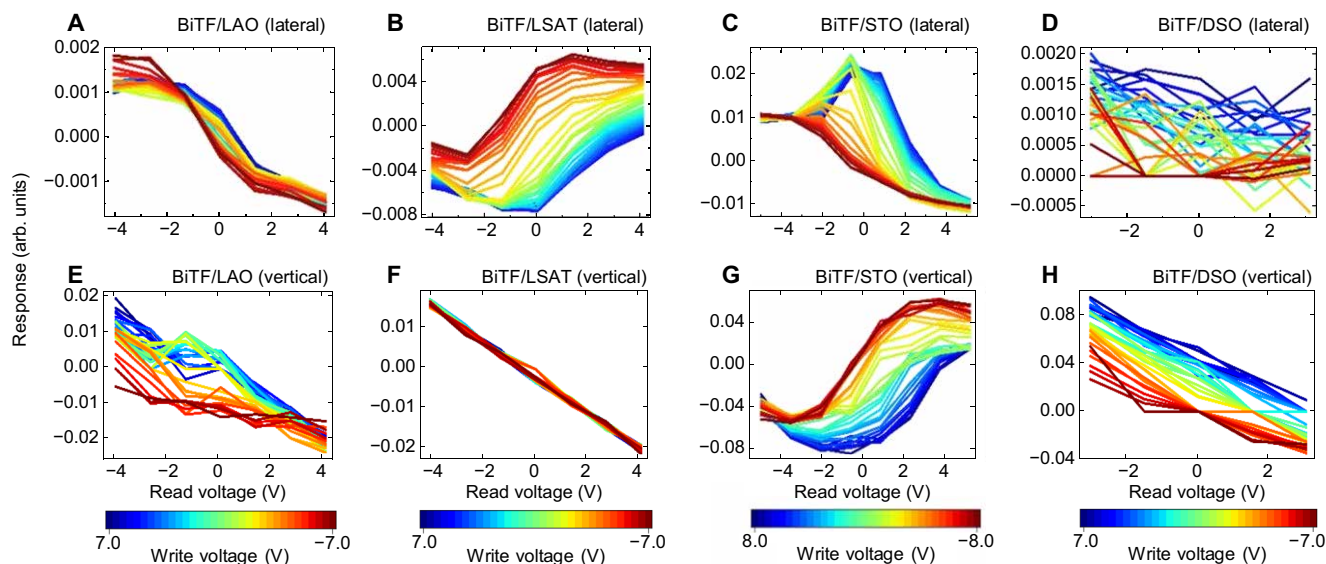 A BiTF/LAO (lateral)
B BiTF/LSAT (lateral)
C BiTF/STO (lateral)
D BiTF/DSO (lateral)
0.002
0.001
0.000
−0.001
−4 −2 0 2 4
0.004
0.000
−0.004
−0.008
−4 −2 0 2 4
0.02
0.01
0.00
−0.01
−4 −2 0 2 4
0.0020
0.0015
0.0010
0.0005
0.0000
−0.0005
−2 0 2
Response (arb. units)
E BiTF/LAO (vertical)
F BiTF/LSAT (vertical)
G BiTF/STO (vertical)
H BiTF/DSO (vertical)
0.02
0.01
0.00
−0.01
−0.02
−4 −2 0 2 4
Read voltage (V)
0.01
0.00
−0.01
−0.02
−4 −2 0 2 4
Read voltage (V)
0.04
0.00
−0.04
−0.08
−4 −2 0 2 4
Read voltage (V)
0.08
0.04
0.00
−0.04
−2 0 2
Read voltage (V)
7.0 −7.0
Write voltage (V)
7.0 −7.0
Write voltage (V)
8.0 −8.0
Write voltage (V)
7.0 −7.0
Write voltage (V)